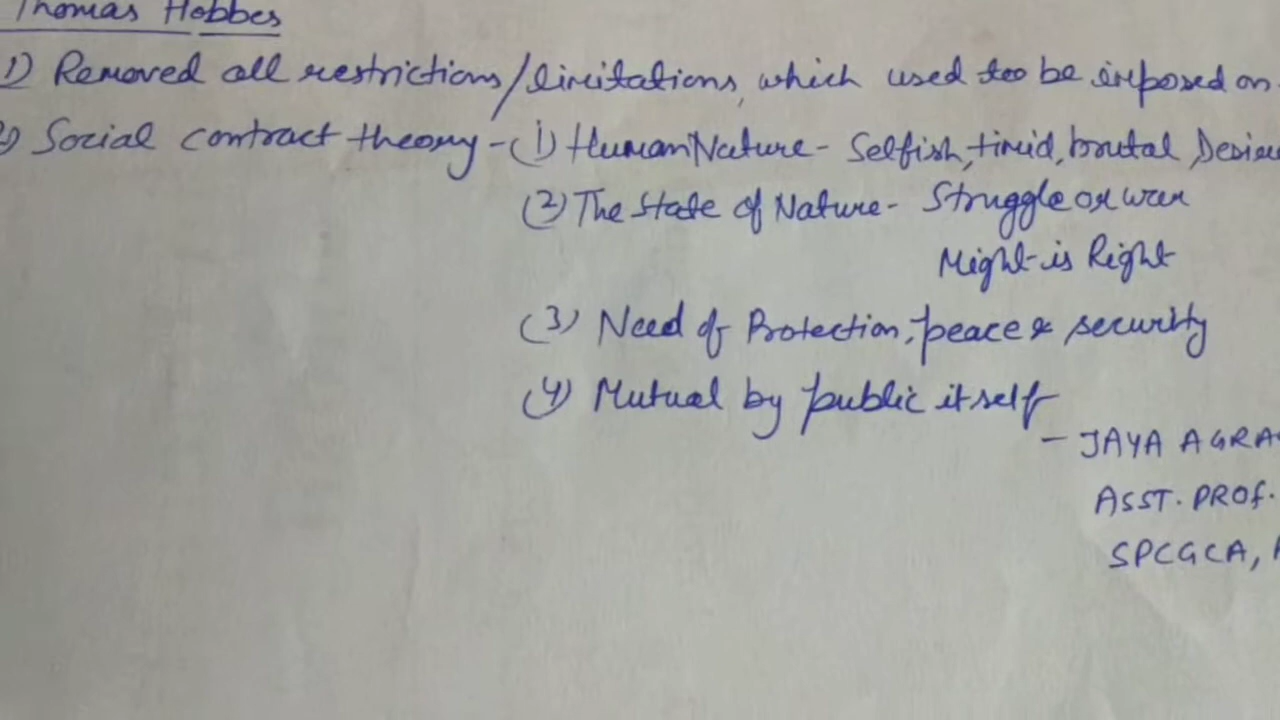 Thomas Hobbes
1) Removed all restrictions/limitations, which used to be imposed on
2) Social contract theory - (1) Human Nature - Selfish, timid, brutal,
(2) The State of Nature - Struggle or war
Might is Right
(3) Need of Protection, peace & security
(4) Mutual by public itself
- JAYA
ASST. PROF.
SPCGCA,